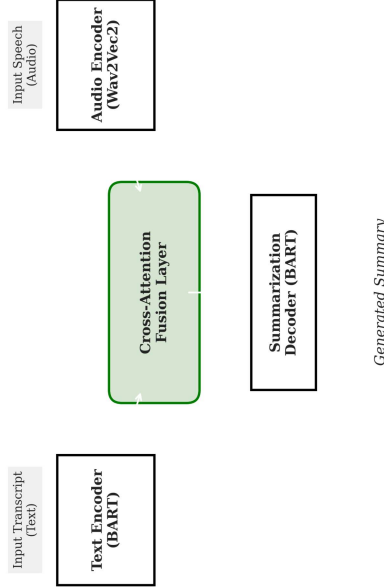 Input Transcript
(Text)
Text Encoder
(BART)
Input Speech
(Audio)
Audio Encoder
(Wav2Vec2)
Cross-Attention
Fusion Layer
Summarization
Decoder (BART)
Generated Summary